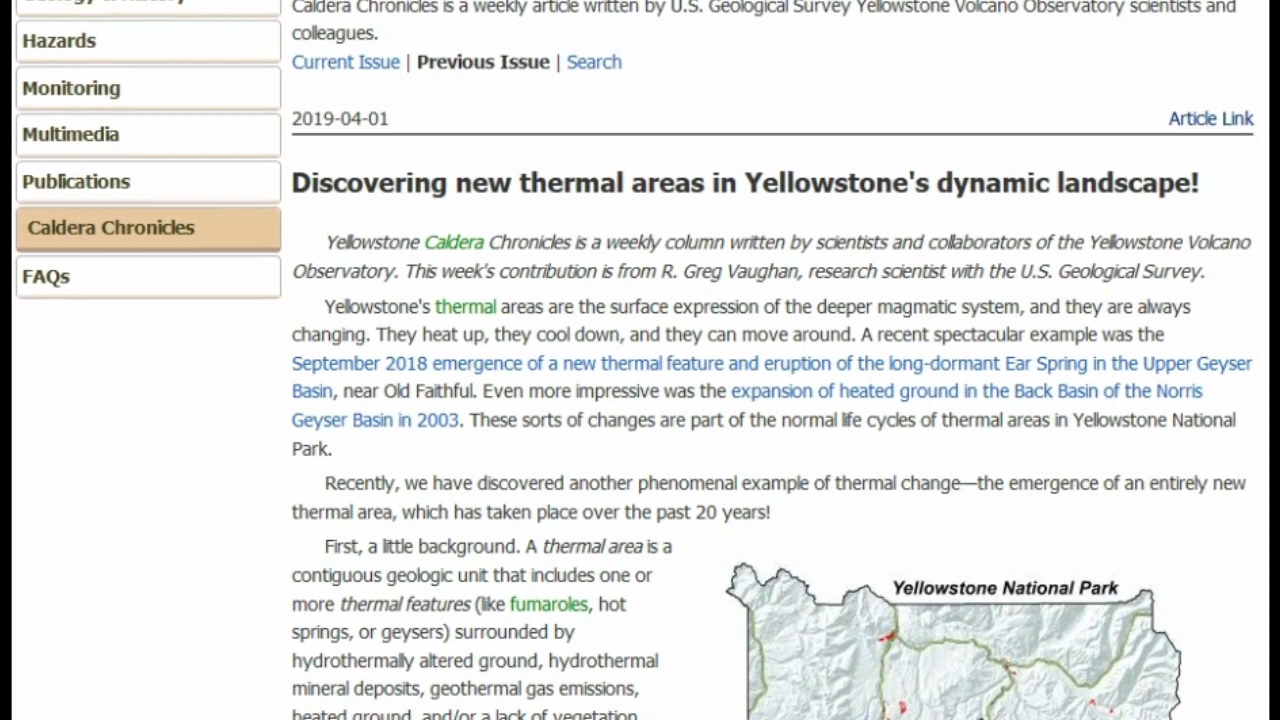 Caldera Chronicles is a weekly article written by U.S. Geological Survey Yellowstone Volcano Observatory scientists and
colleagues.
Current Issue | Previous Issue | Search
Hazards
Monitoring
Multimedia
Publications
Caldera Chronicles
FAQs
2019-04-01
Article Link
Discovering new thermal areas in Yellowstone's dynamic landscape!
Yellowstone Caldera Chronicles is a weekly column written by scientists and collaborators of the Yellowstone Volcano
Observatory. This week's contribution is from R. Greg Vaughan, research scientist with the U.S. Geological Survey.
Yellowstone's thermal areas are the surface expression of the deeper magmatic system, and they are always
changing. They heat up, they cool down, and they can move around. A recent spectacular example was the
September 2018 emergence of a new thermal feature and eruption of the long-dormant Ear Spring in the Upper Geyser
Basin, near Old Faithful. Even more impressive was the expansion of heated ground in the Back Basin of the Norris
Geyser Basin in 2003. These sorts of changes are part of the normal life cycles of thermal areas in Yellowstone National
Park.
Recently, we have discovered another phenomenal example of thermal change—the emergence of an entirely new
thermal area, which has taken place over the past 20 years!
First, a little background. A thermal area is a
contiguous geologic unit that includes one or
more thermal features (like fumaroles, hot
springs, or geysers) surrounded by
hydrothermally altered ground, hydrothermal
mineral deposits, geothermal gas emissions,
heated ground, and/or a lack of vegetation
Yellowstone National Park